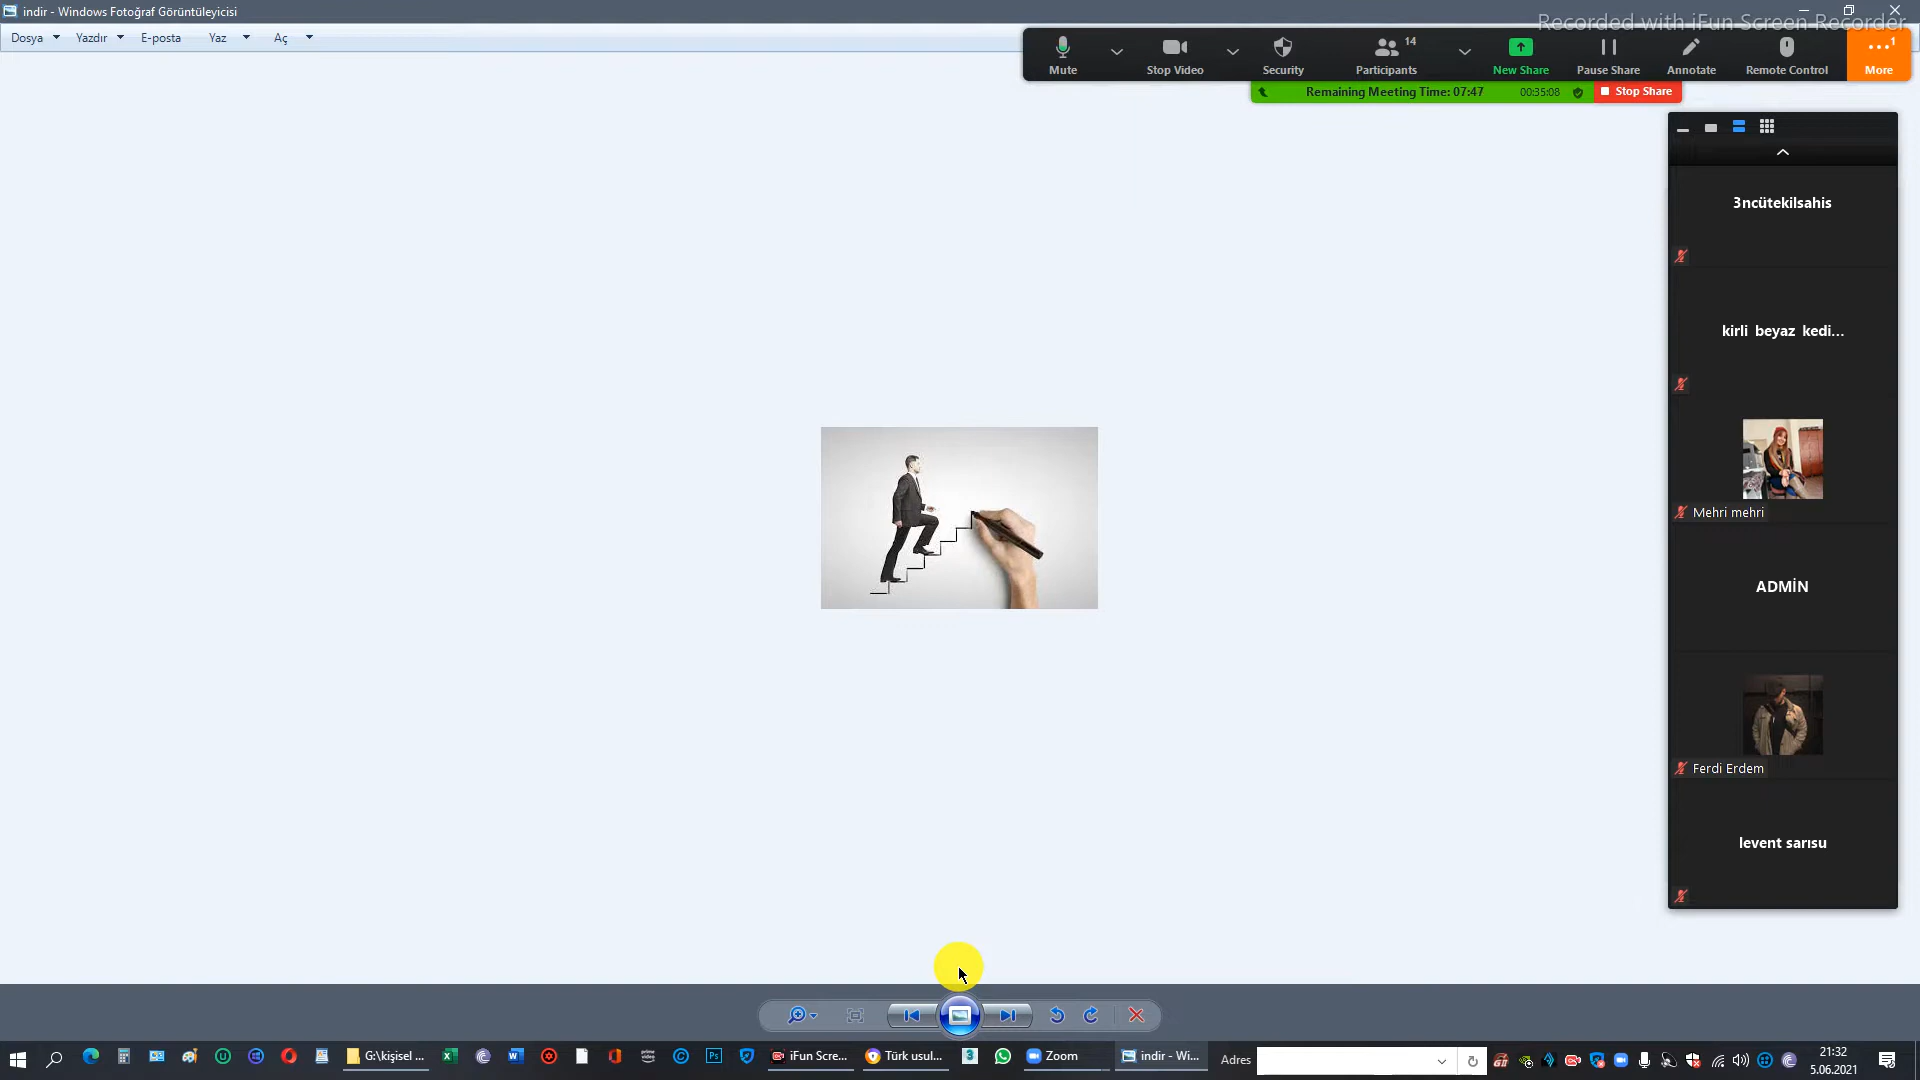 indir - Windows Fotoğraf Görüntüleyicisi
Recorded with iFun Screen Recorder
Dosya Yazdır E-posta Yaz Aç
14
1
Mute Stop Video Security Participants New Share Pause Share Annotate Remote Control More
Remaining Meeting Time: 07:47 00:35:08 Stop Share
3ncütekilsahis
kirli beyaz kedi...
Mehri mehri
ADMİN
Ferdi Erdem
levent sarısu
G:\kişisel ... iFun Scre... Türk usul... Zoom indir - Wi... Adres
21:32
5.06.2021